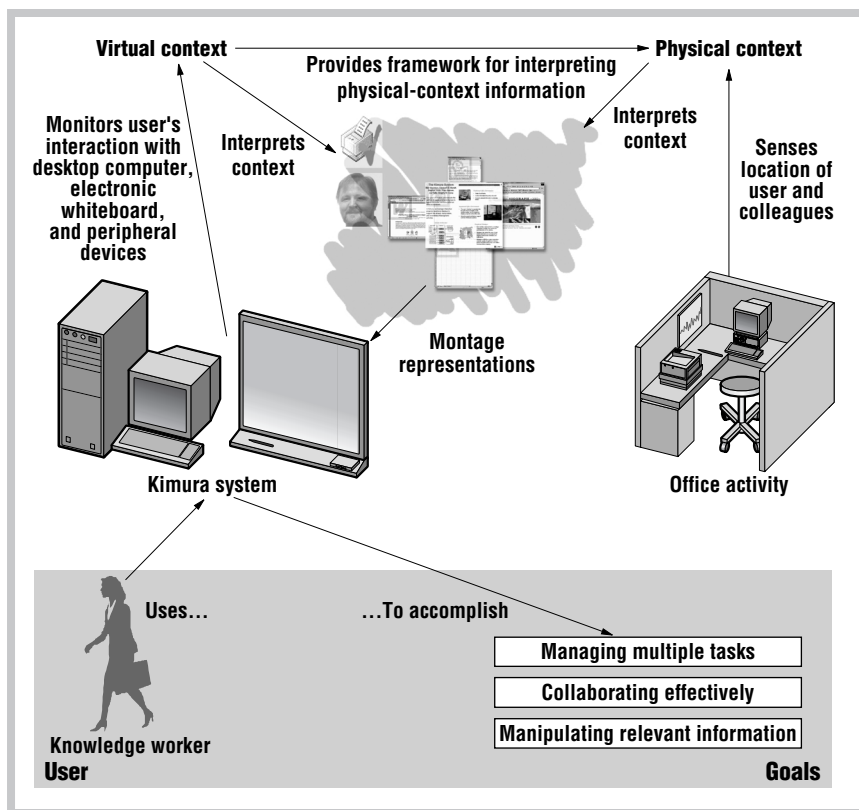 Virtual context
Physical context
Provides framework for interpreting
physical-context information
Monitors user's
interaction with
desktop computer,
electronic
whiteboard,
and peripheral
devices
Interprets
context
Interprets
context
Senses
location of
user and
colleagues
Montage
representations
Kimura system
Office activity
Uses…
…To accomplish
Managing multiple tasks
Collaborating effectively
Manipulating relevant information
Knowledge worker
User
Goals